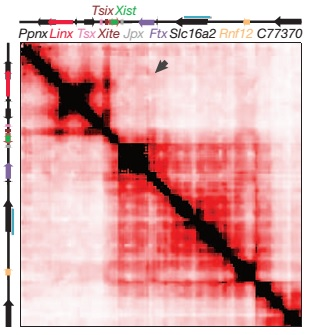 Tsix Xist
Ppnx Linx Tsx Xite Jpx Ftx Slc16a2 Rnf12 C77370